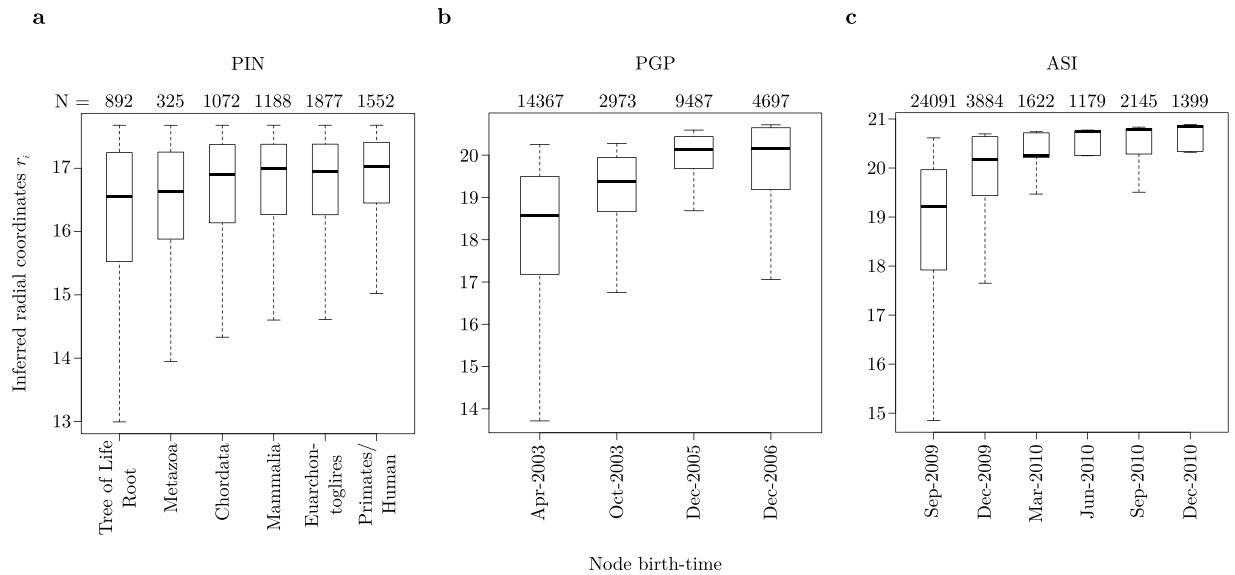 a
PIN
N = 892 325 1072 1188 1877 1552
Inferred radial coordinates r_i
17
16
15
14
13
Tree of Life
Root
Metazoa
Chordata
Mammalia
Euarchon-
toglires
Primates/
Human
b
PGP
14367 2973 9487 4697
20
19
18
17
16
15
14
Apr-2003
Oct-2003
Dec-2005
Dec-2006
c
ASI
24091 3884 1622 1179 2145 1399
21
20
19
18
17
16
15
Sep-2009
Dec-2009
Mar-2010
Jun-2010
Sep-2010
Dec-2010
Node birth-time